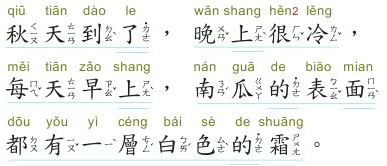 qiū tiān dào le wǎn shang hěn2 lěng
秋天到了，晚上很冷，
měi tiān zǎo shang nán guā de biǎo miàn
每天早上，南瓜的表面
dōu yǒu yì céng bái sè de shuāng
都有一層白色的霜。